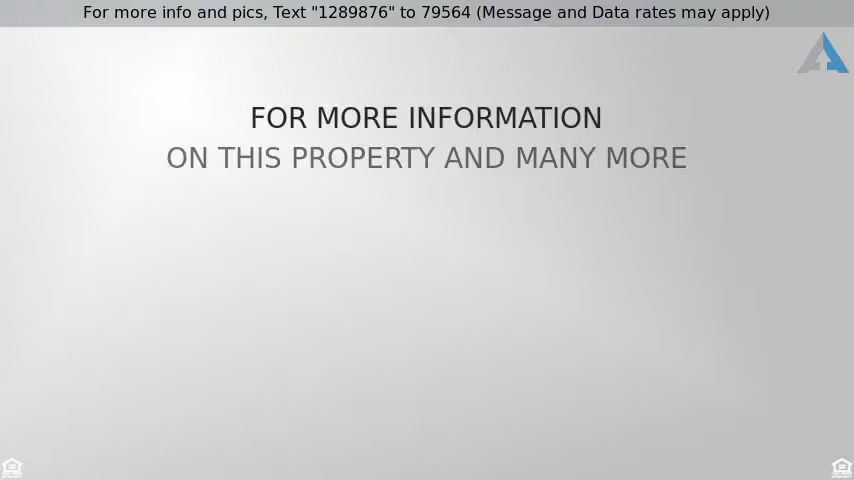 For more info and pics, Text "1289876" to 79564 (Message and Data rates may apply)
FOR MORE INFORMATION
ON THIS PROPERTY AND MANY MORE